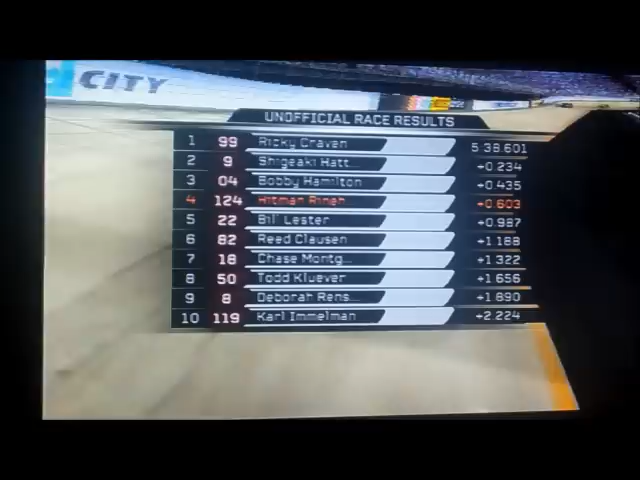 CITY
UNOFFICIAL RACE RESULTS
1 99 Ricky Craven 5 38.601
2 9 Shigeaki Hatt... +0.234
3 04 Bobby Hamilton +0.435
4 124 Hitman Rineh... +0.603
5 22 Bill Lester +0.987
6 82 Reed Clausen +1.188
7 18 Chase Montg... +1.322
8 50 Todd Kluever +1.656
9 8 Deborah Rens... +1.890
10 119 Karl Immelman +2.224